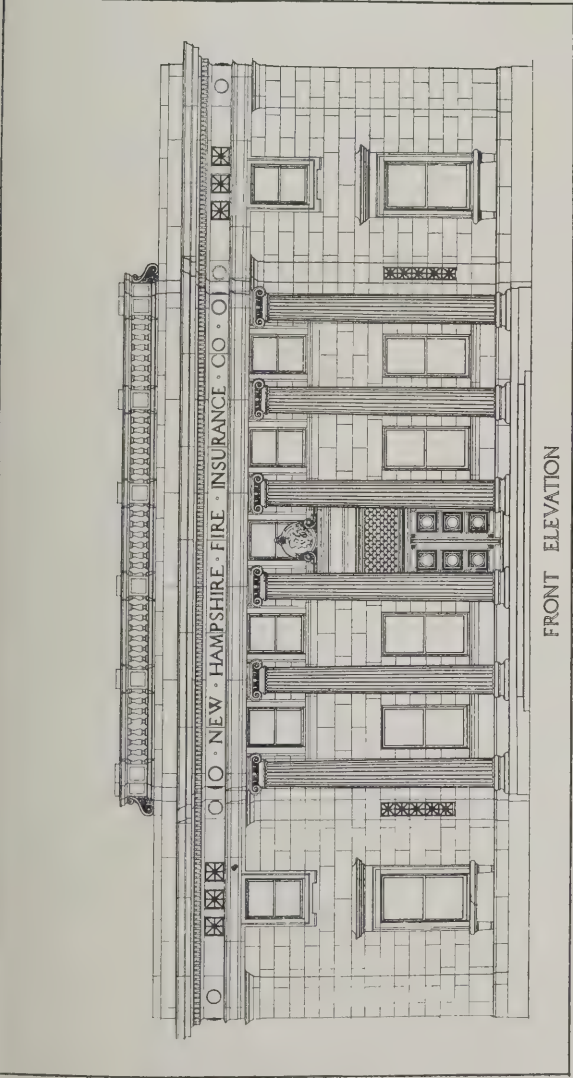 NEW · HAMPSHIRE · FIRE · INSURANCE · CO ·
FRONT ELEVATION